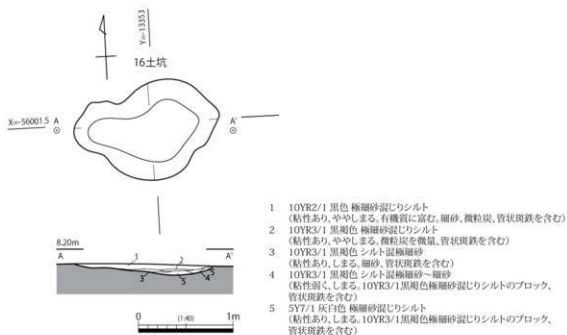 Y=-13353
16土坑
X=-56001.5
A
A'
8.20m
A
A'
1
2
3
5
4
0
(1:40)
1m
1 10YR2/1 黒色 極細砂混じりシルト
(粘性あり、ややしまる。有機質に富む。細砂、微粒炭、管状斑鉄を含む)
2 10YR3/1 黒褐色 極細砂混じりシルト
(粘性あり、ややしまる。微粒炭を微量、管状斑鉄を含む)
3 10YR3/1 黒褐色 シルト混極細砂
(粘性あり、しまる。細砂、管状斑鉄を含む)
4 10YR3/1 黒褐色 シルト混極細砂~細砂
(粘性弱く、しまる。10YR3/1黒褐色極細砂混じりシルトのブロック、
管状斑鉄を含む)
5 5Y7/1 灰白色 極細砂混じりシルト
(粘性あり、しまる。10YR3/1黒褐色極細砂混じりシルトのブロック、
管状斑鉄を含む)